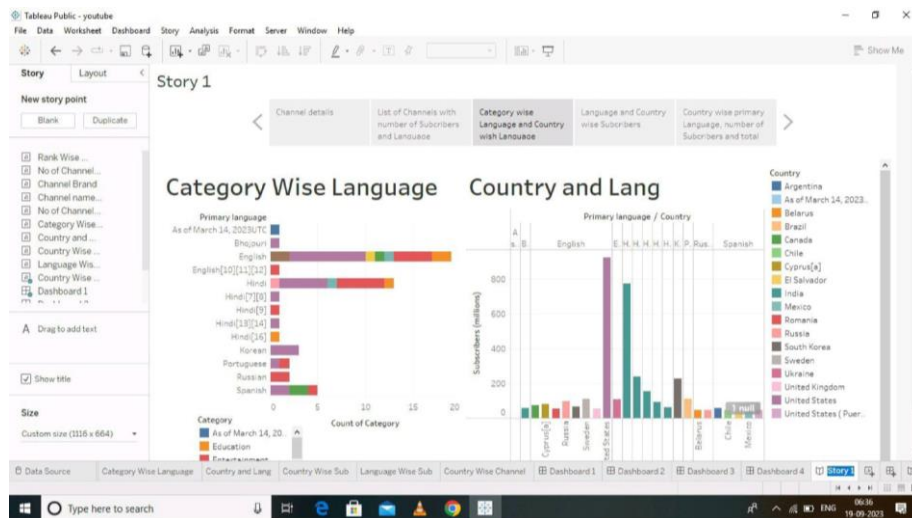 Tableau Public - youtube
File Data Worksheet Dashboard Story Analysis Format Server Window Help
Show Me
Story Layout
New story point
Blank Duplicate
Rank Wise ...
No of Channel...
Channel Brand
Channel name...
No of Channel...
Category Wise...
Country and ...
Country Wise ...
Language Wis...
Country Wise ...
Dashboard 1
A Drag to add text
Show title
Size
Custom size (1116 x 664)
Story 1
Channel details
List of Channels with
number of Subcribers
and Language
Category wise
Language and Country
wish Language
Language and Country
wise Subcribers
Country wise primary
Language, number of
Subcribers and total
Category Wise Language
Primary language
As of March 14, 2023UTC
Bhojpuri
English
English[10][11][12]
Hindi
Hindi[7][8]
Hindi[9]
Hindi[13][14]
Hindi[16]
Korean
Portuguese
Russian
Spanish
0 5 10 15 20
Count of Category
Category
As of March 14, 20..
Education
Entertainment
Country and Lang
Primary language / Country
A
s. B. English E. H. H. H. H. H. K. P. Rus.. Spanish
Subscribers (millions)
800
600
400
200
0
1 null
Cyprus[a]
Russia
Sweden
ted States
Belarus
Chile
Mexico
Country
Argentina
As of March 14, 2023..
Belarus
Brazil
Canada
Chile
Cyprus[a]
El Salvador
India
Mexico
Romania
Russia
South Korea
Sweden
Ukraine
United Kingdom
United States
United States ( Puer..
Data Source Category Wise Language Country and Lang Country Wise Sub Language Wise Sub Country Wise Channel Dashboard 1 Dashboard 2 Dashboard 3 Dashboard 4 Story 1
Type here to search
ENG
06:36
19-09-2023